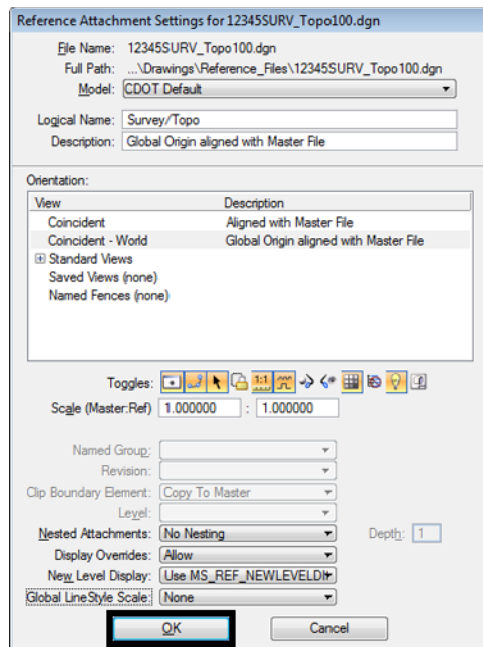 Reference Attachment Settings for 12345SURV_Topo100.dgn
File Name: 12345SURV_Topo100.dgn
Full Path: ...\Drawings\Reference_Files\12345SURV_Topo100.dgn
Model: CDOT Default
Logical Name: Survey/Topo
Description: Global Origin aligned with Master File
Orientation:
View Description
Coincident Aligned with Master File
Coincident - World Global Origin aligned with Master File
Standard Views
Saved Views (none)
Named Fences (none)
Toggles: 1:1
Scale (Master:Ref) 1.000000 : 1.000000
Named Group:
Revision:
Clip Boundary Element: Copy To Master
Level:
Nested Attachments: No Nesting Depth: 1
Display Overrides: Allow
New Level Display: Use MS_REF_NEWLEVELDI
Global LineStyle Scale: None
OK Cancel